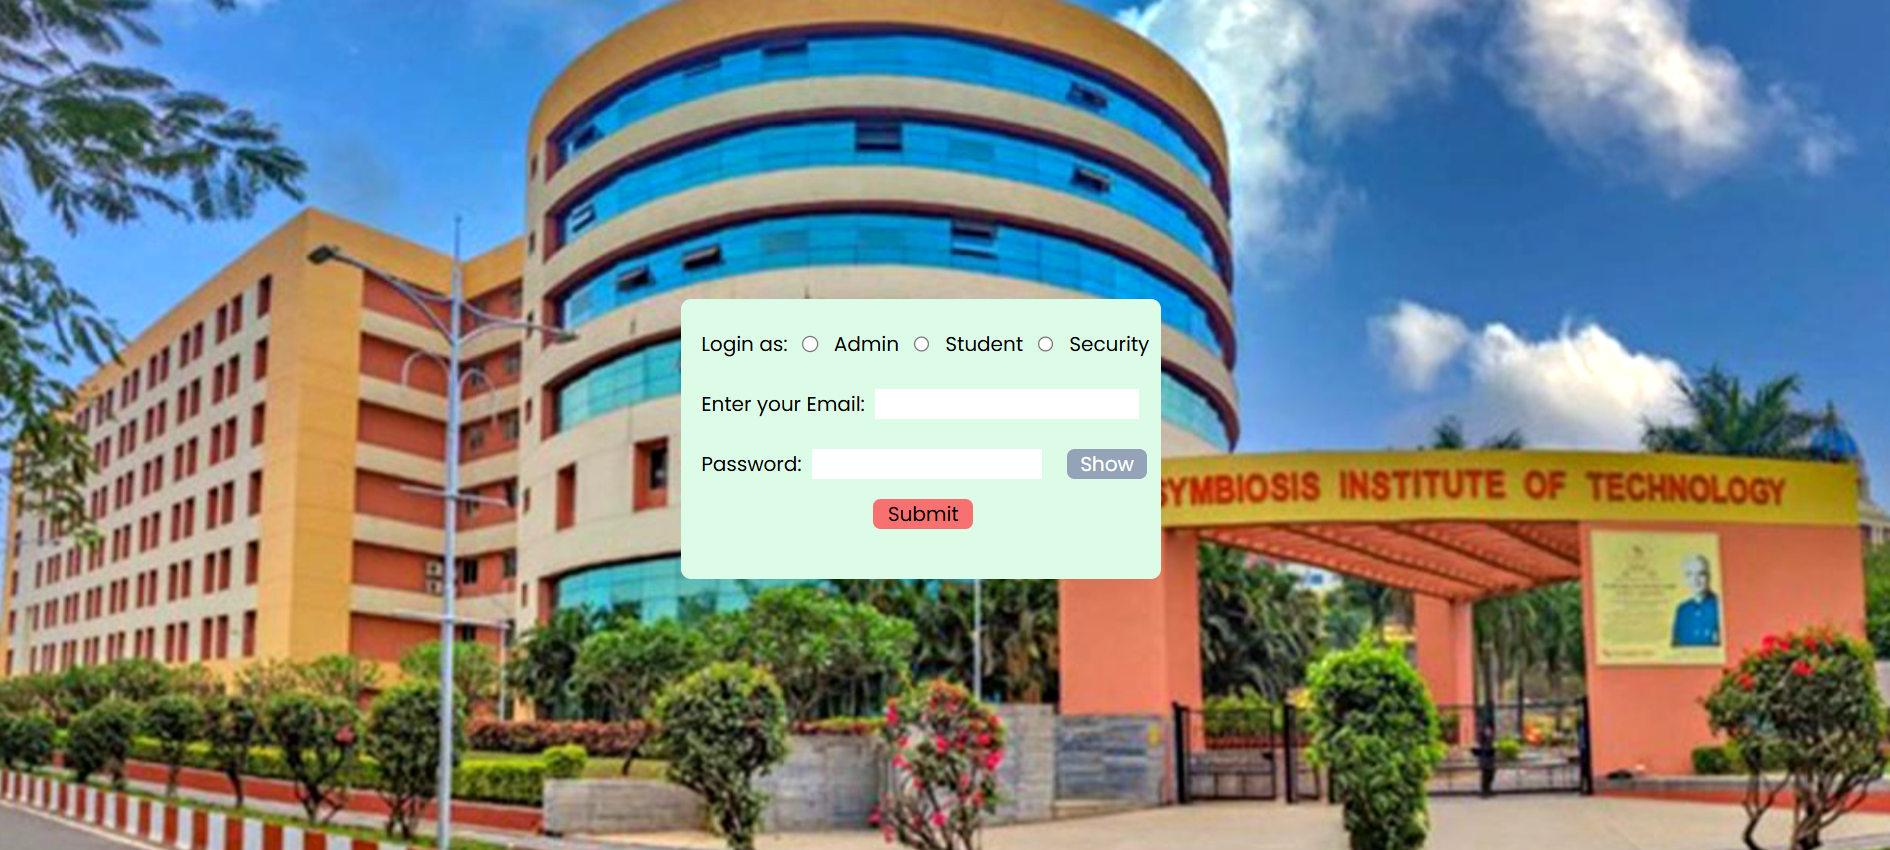 Login as: Admin Student Security
Enter your Email:
Password: Show
SYMBIOSIS INSTITUTE OF TECHNOLOGY
Submit